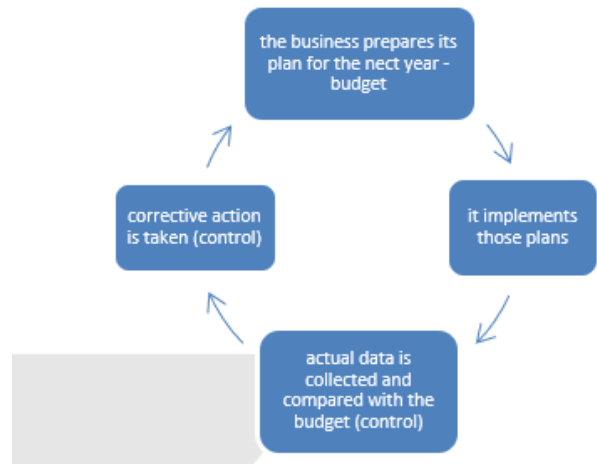 the business prepares its
plan for the nect year -
budget
it implements
those plans
actual data is
collected and
compared with the
budget (control)
corrective action
is taken (control)